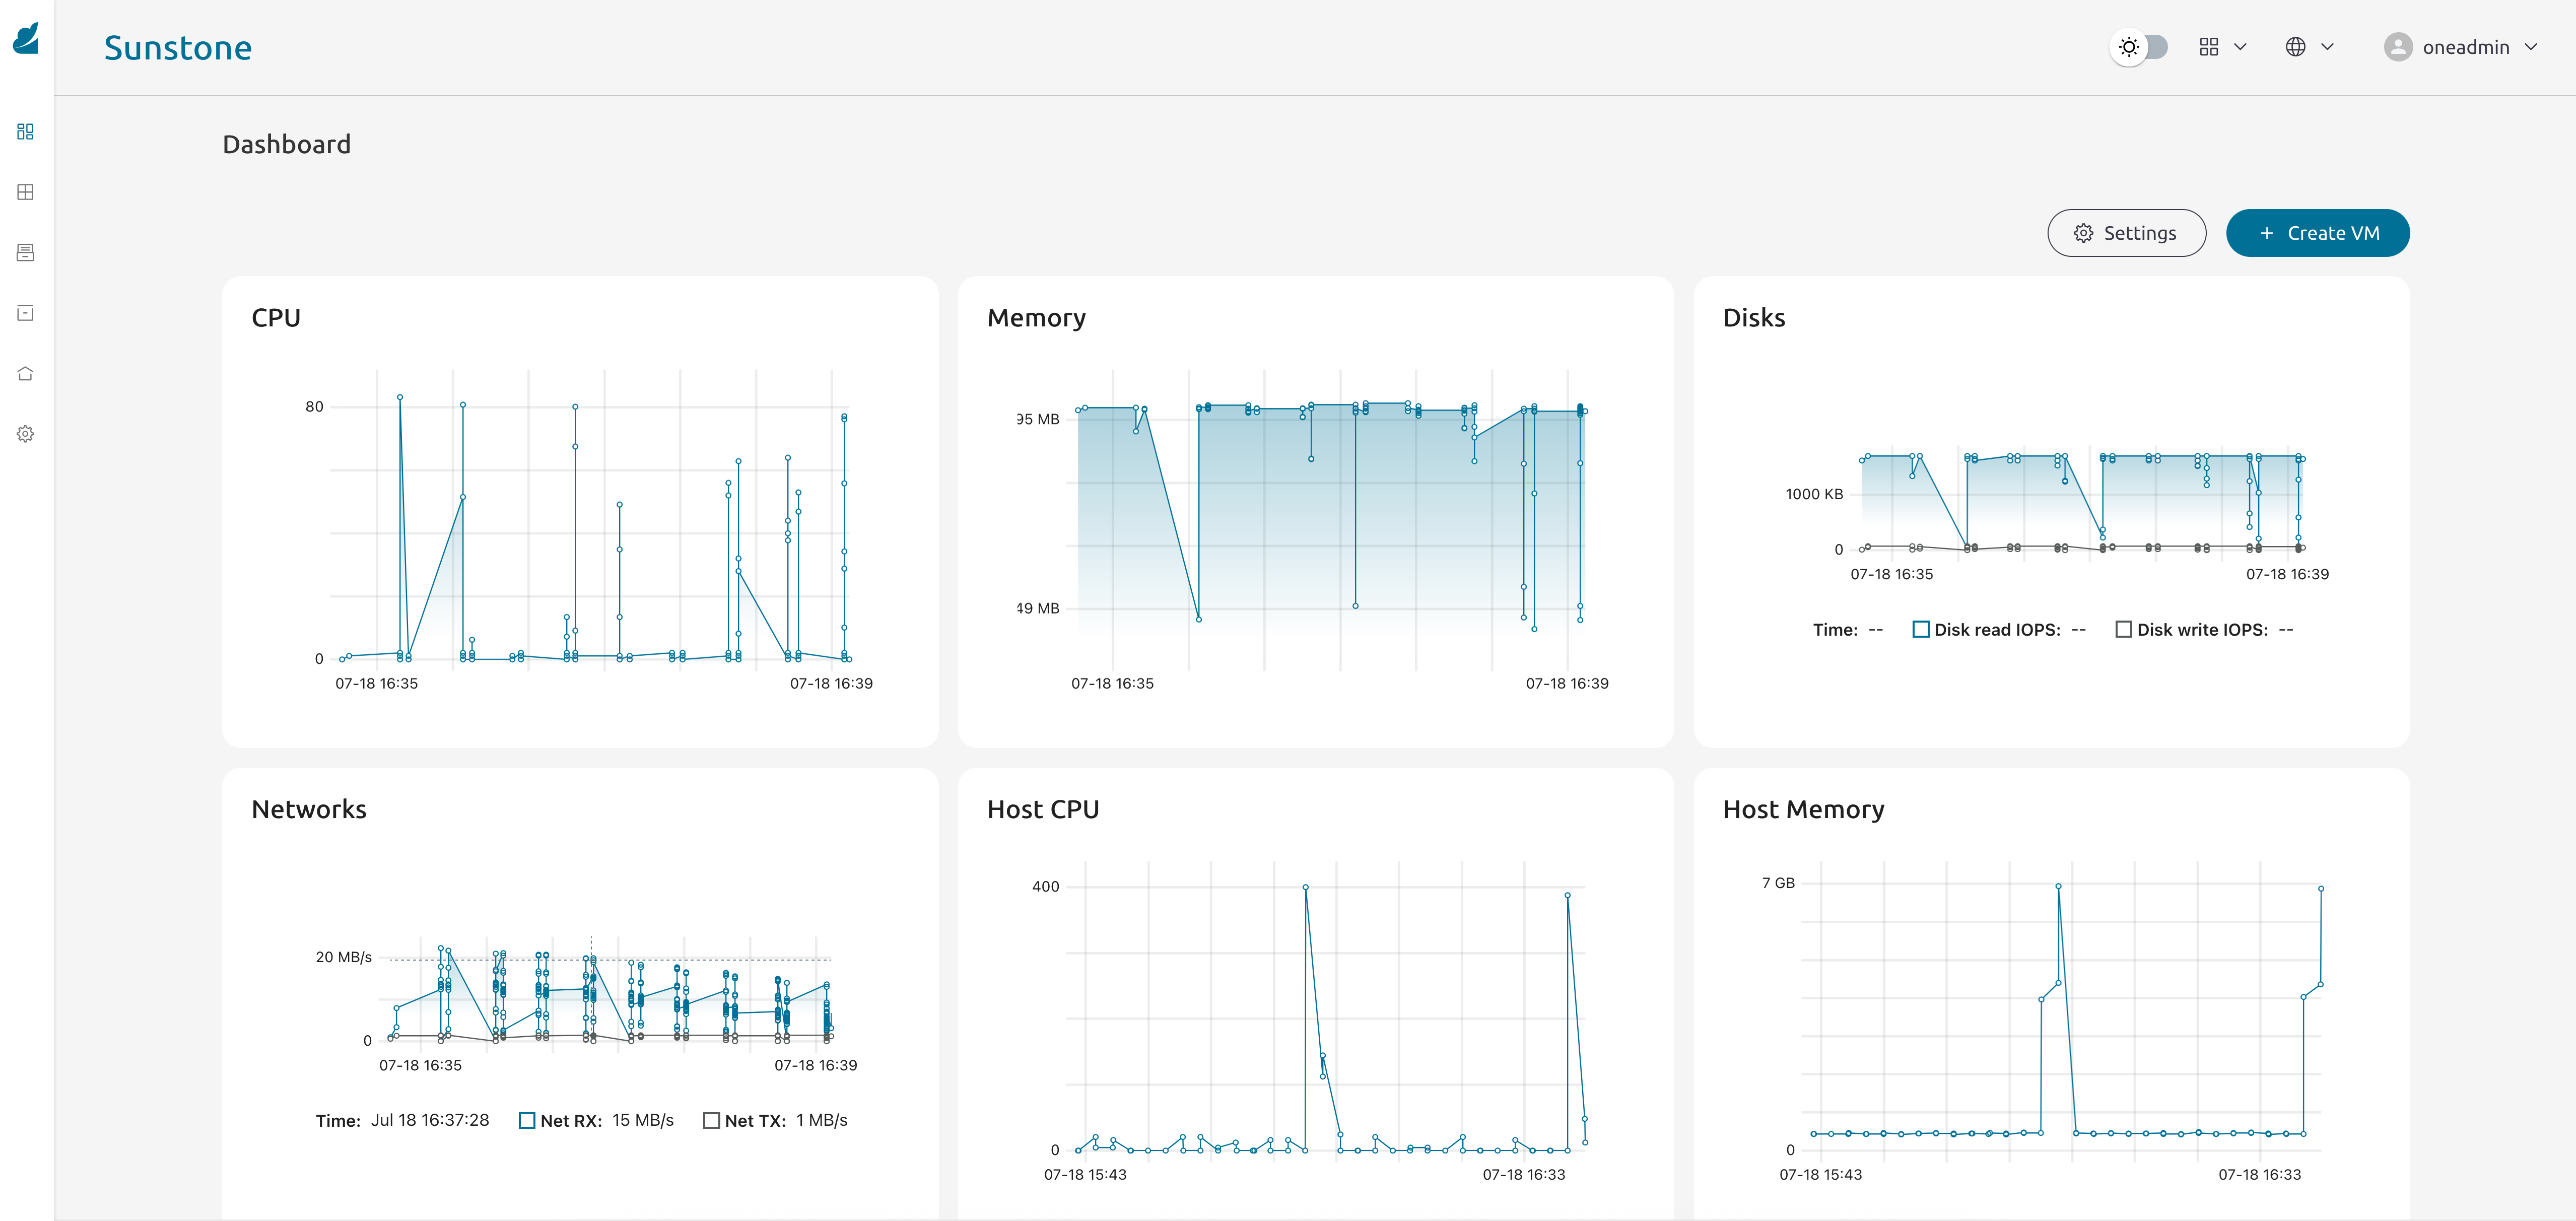 Sunstone
oneadmin
Dashboard
Settings
+ Create VM
CPU
80
0
07-18 16:35
07-18 16:39
Memory
95 MB
49 MB
07-18 16:35
07-18 16:39
Disks
1000 KB
0
07-18 16:35
07-18 16:39
Time: -- Disk read IOPS: -- Disk write IOPS: --
Networks
20 MB/s
0
07-18 16:35
07-18 16:39
Time: Jul 18 16:37:28 Net RX: 15 MB/s Net TX: 1 MB/s
Host CPU
400
0
07-18 15:43
07-18 16:33
Host Memory
7 GB
0
07-18 15:43
07-18 16:33